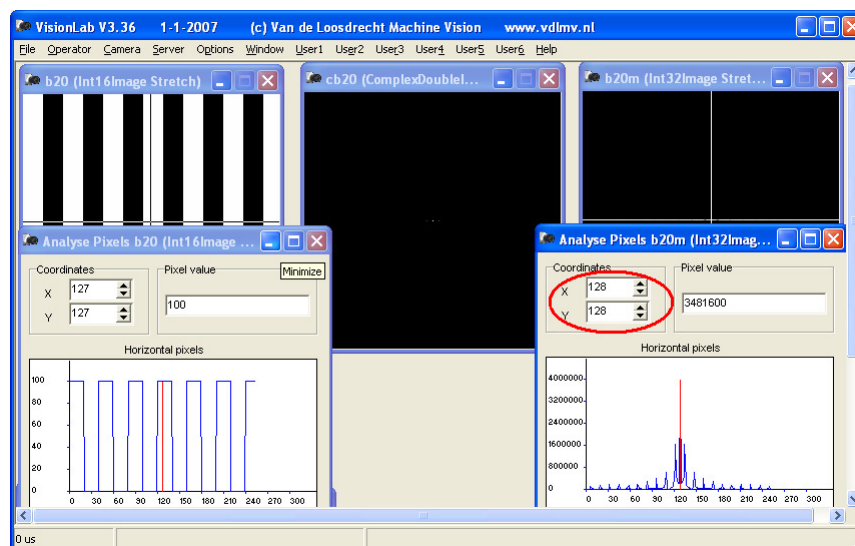 VisionLab V3.36 1-1-2007 (c) Van de Loosdrecht Machine Vision www.vdlmv.nl
File Operator Camera Server Options Window User1 User2 User3 User4 User5 User6 Help
b20 (Int16Image Stretch)
cb20 (ComplexDoubleI...
b20m (Int32Image Stret...
Analyse Pixels b20 (Int16Image ...
Minimize
Coordinates
X 127
Y 127
Pixel value
100
Horizontal pixels
100
80
60
40
20
0
0 30 60 90 120 150 180 210 240 270 300
Analyse Pixels b20m (Int32Imag...
Coordinates
X 128
Y 128
Pixel value
3481600
Horizontal pixels
4000000
3200000
2400000
1600000
800000
0
0 30 60 90 120 150 180 210 240 270 300
0 us